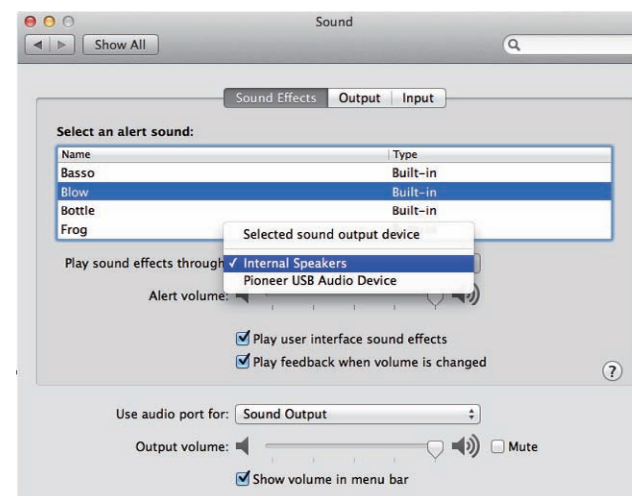 Sound
Show All
Sound Effects Output Input
Select an alert sound:
Name Type
Basso Built-in
Blow Built-in
Bottle Built-in
Frog
Selected sound output device
Play sound effects through ✓ Internal Speakers
Pioneer USB Audio Device
Alert volume:
Play user interface sound effects
Play feedback when volume is changed
?
Use audio port for: Sound Output
Output volume: Mute
Show volume in menu bar